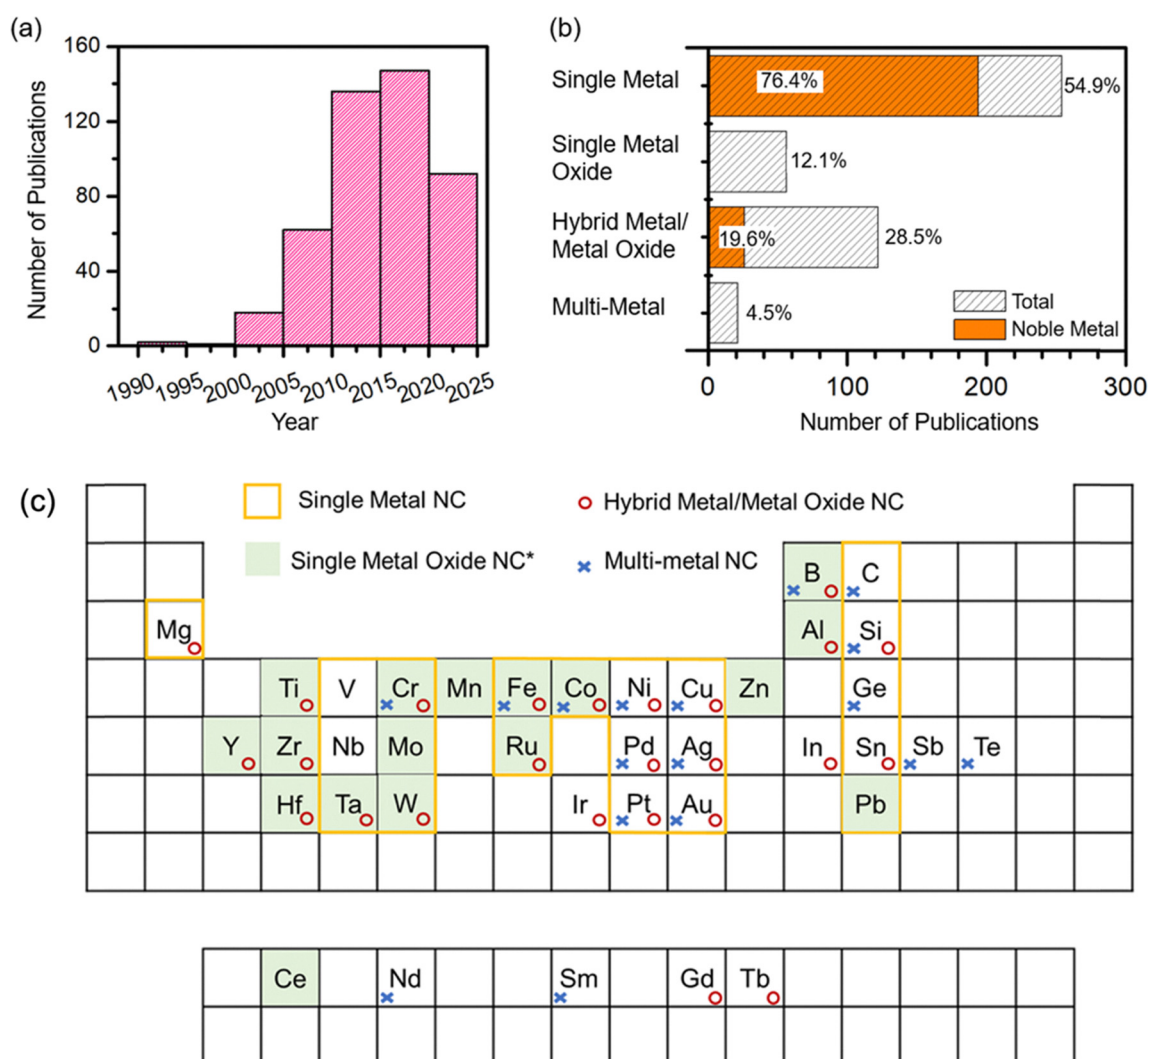 (a)
160
120
80
40
0
Number of Publications
1990
1995
2000
2005
2010
2015
2020
2025
Year
(b)
Single Metal
76.4%
54.9%
Single Metal
Oxide
12.1%
Hybrid Metal/
Metal Oxide
19.6%
28.5%
Multi-Metal
4.5%
Total
Noble Metal
0
100
200
300
Number of Publications
(c)
Single Metal NC
Hybrid Metal/Metal Oxide NC
Single Metal Oxide NC*
Multi-metal NC
B C
Mg Al Si
Ti V Cr Mn Fe Co Ni Cu Zn Ge
Y Zr Nb Mo Ru Pd Ag In Sn Sb Te
Hf Ta W Ir Pt Au Pb
Ce Nd Sm Gd Tb